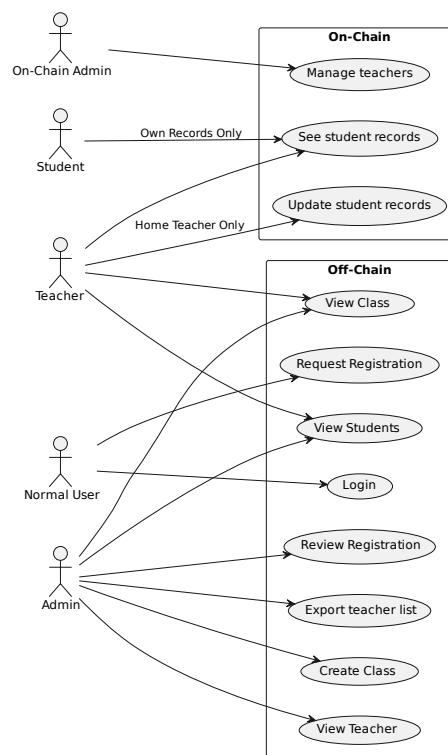 On-Chain
On-Chain Admin
Manage teachers
Student
Own Records Only
See student records
Update student records
Home Teacher Only
Teacher
Off-Chain
View Class
Request Registration
View Students
Normal User
Login
Review Registration
Admin
Export teacher list
Create Class
View Teacher